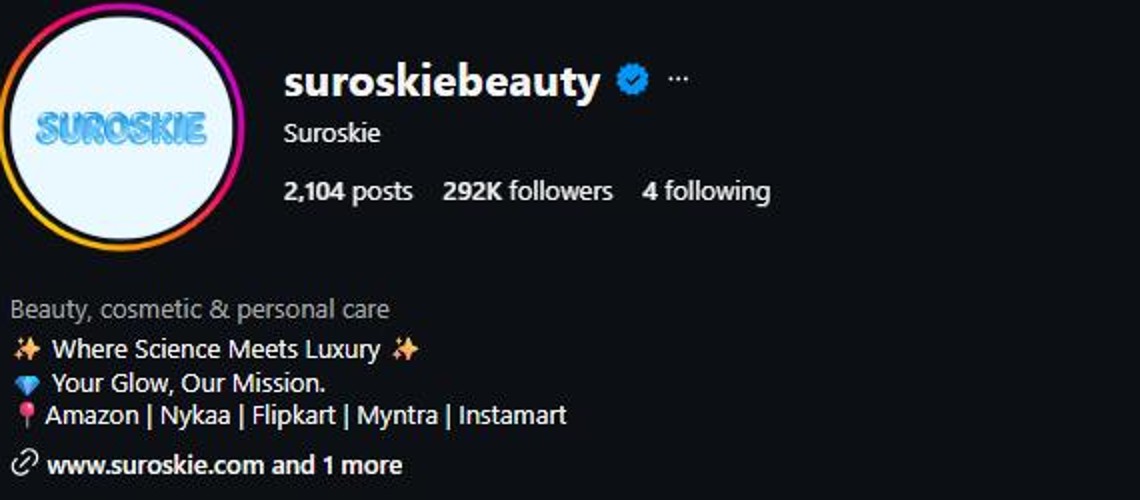 SUROSKIE
suroskiebeauty
Suroskie
2,104 posts 292K followers 4 following
Beauty, cosmetic & personal care
✨ Where Science Meets Luxury ✨
💎 Your Glow, Our Mission.
📍Amazon | Nykaa | Flipkart | Myntra | Instamart
www.suroskie.com and 1 more